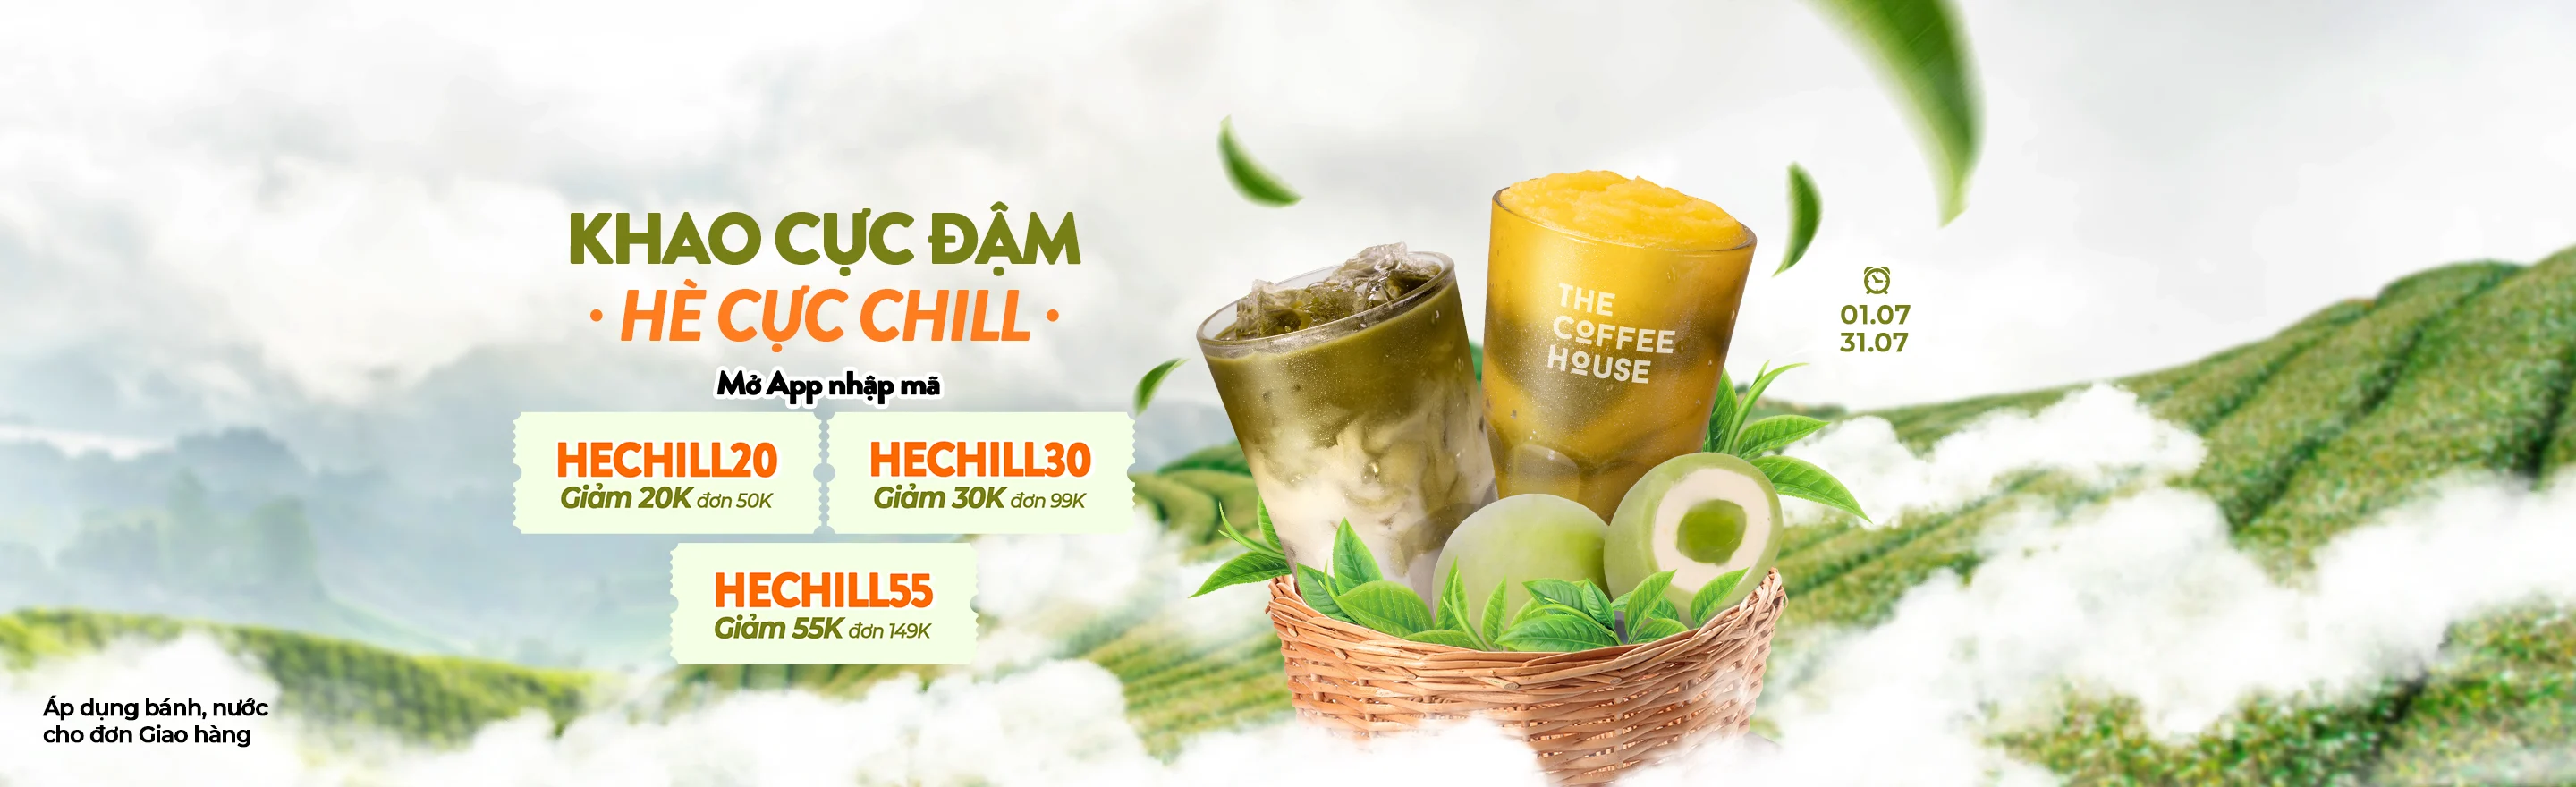 KHAO CỰC ĐẬM
· HÈ CỰC CHILL ·
Mở App nhập mã
HECHILL20
Giảm 20K đơn 50K
HECHILL30
Giảm 30K đơn 99K
HECHILL55
Giảm 55K đơn 149K
Áp dụng bánh, nước
cho đơn Giao hàng
THE
COFFEE
HOUSE
01.07
31.07